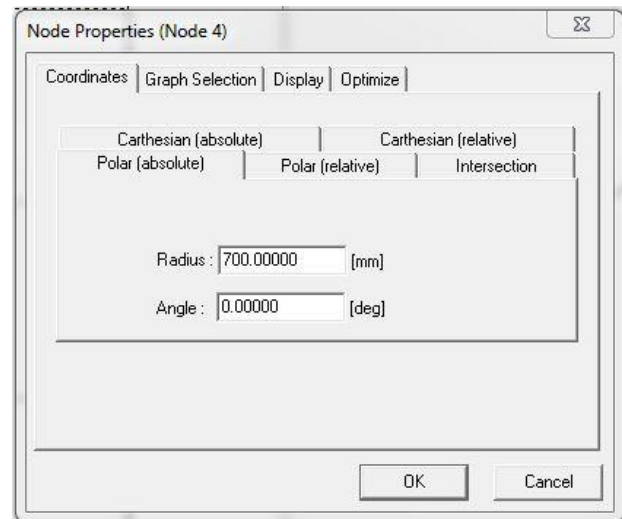 Node Properties (Node 4)
Coordinates Graph Selection Display Optimize
Carthesian (absolute) Carthesian (relative)
Polar (absolute) Polar (relative) Intersection
Radius : 700.00000 [mm]
Angle : 0.00000 [deg]
OK Cancel